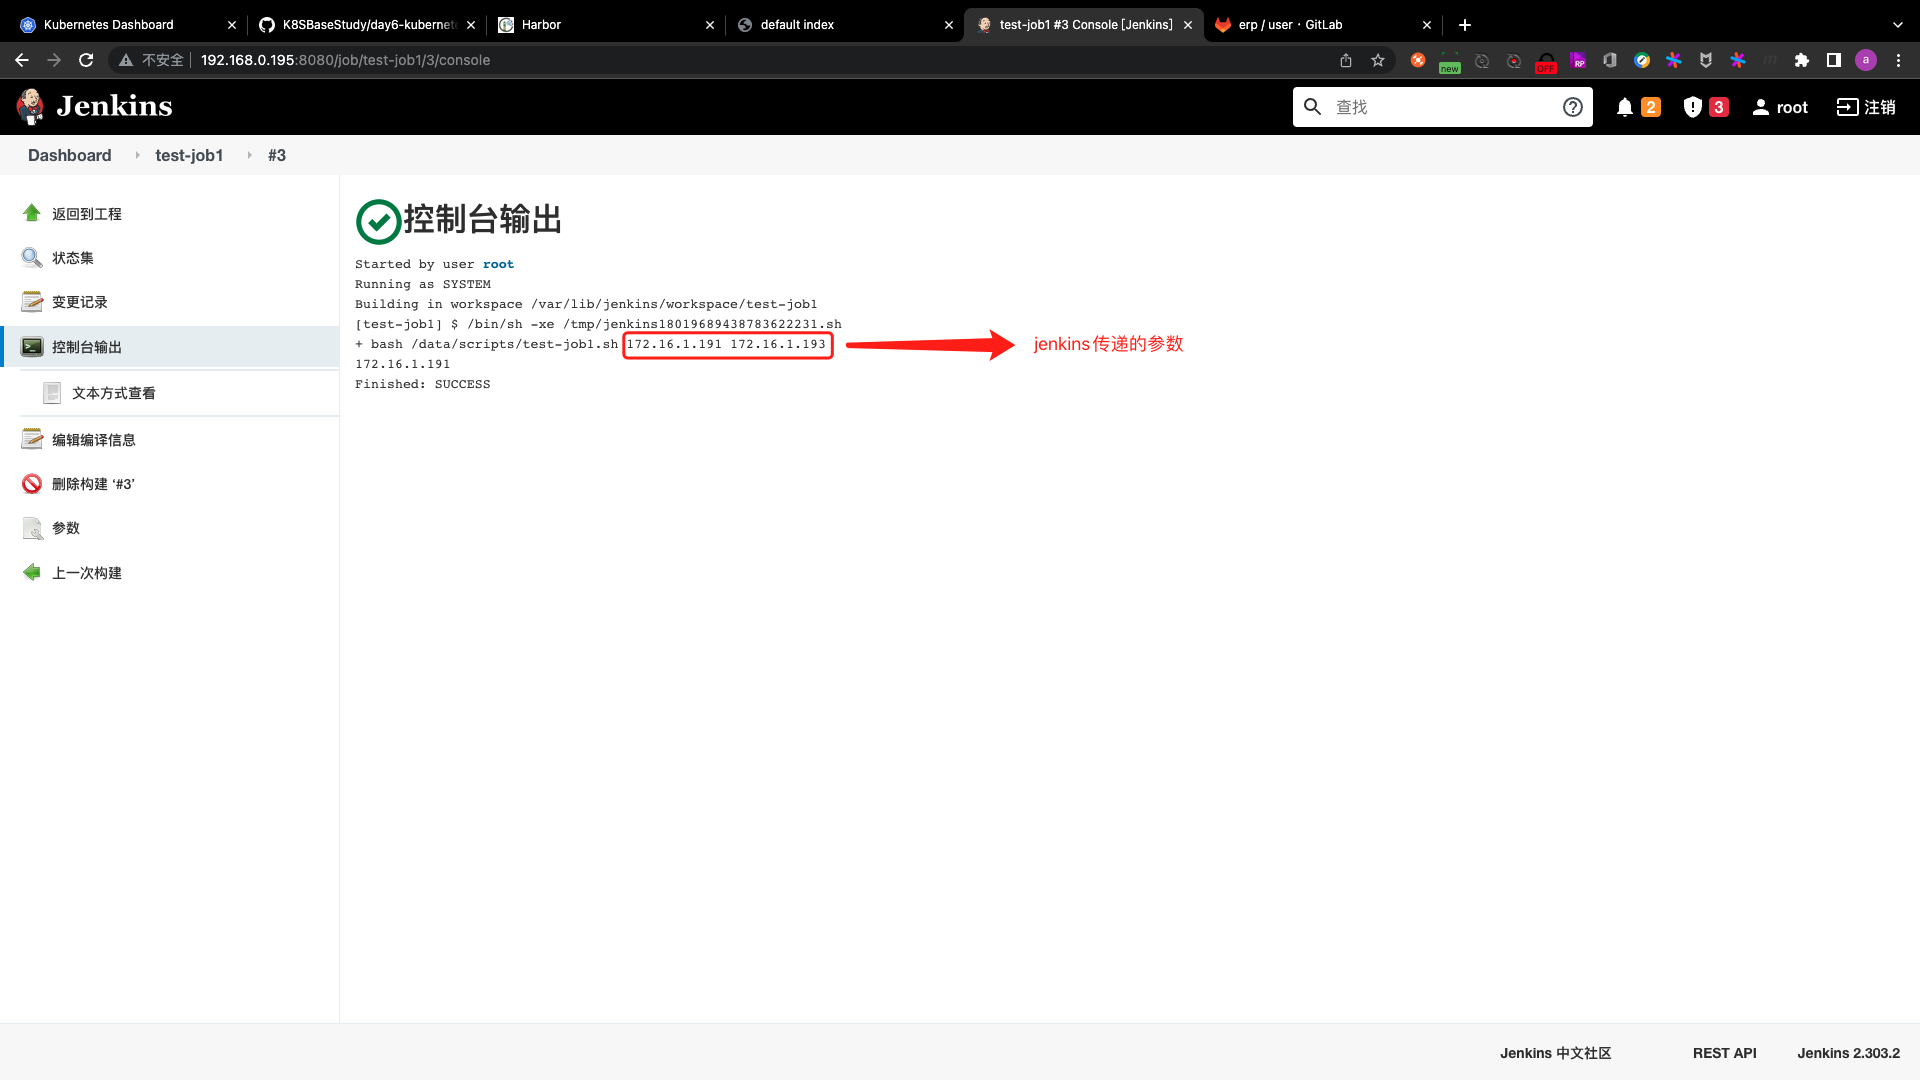 Kubernetes Dashboard
K8SBaseStudy/day6-kubernete
Harbor
default index
test-job1 #3 Console [Jenkins]
erp / user · GitLab
不安全
192.168.0.195:8080/job/test-job1/3/console
new
OFF
RP
a
Jenkins
查找
2
3
root
注销
Dashboard
test-job1
#3
返回到工程
状态集
变更记录
控制台输出
文本方式查看
编辑编译信息
删除构建 ‘#3’
参数
上一次构建
控制台输出
Started by user root
Running as SYSTEM
Building in workspace /var/lib/jenkins/workspace/test-job1
[test-job1] $ /bin/sh -xe /tmp/jenkins18019689438783622231.sh
+ bash /data/scripts/test-job1.sh 172.16.1.191 172.16.1.193
jenkins传递的参数
172.16.1.191
Finished: SUCCESS
Jenkins 中文社区
REST API
Jenkins 2.303.2